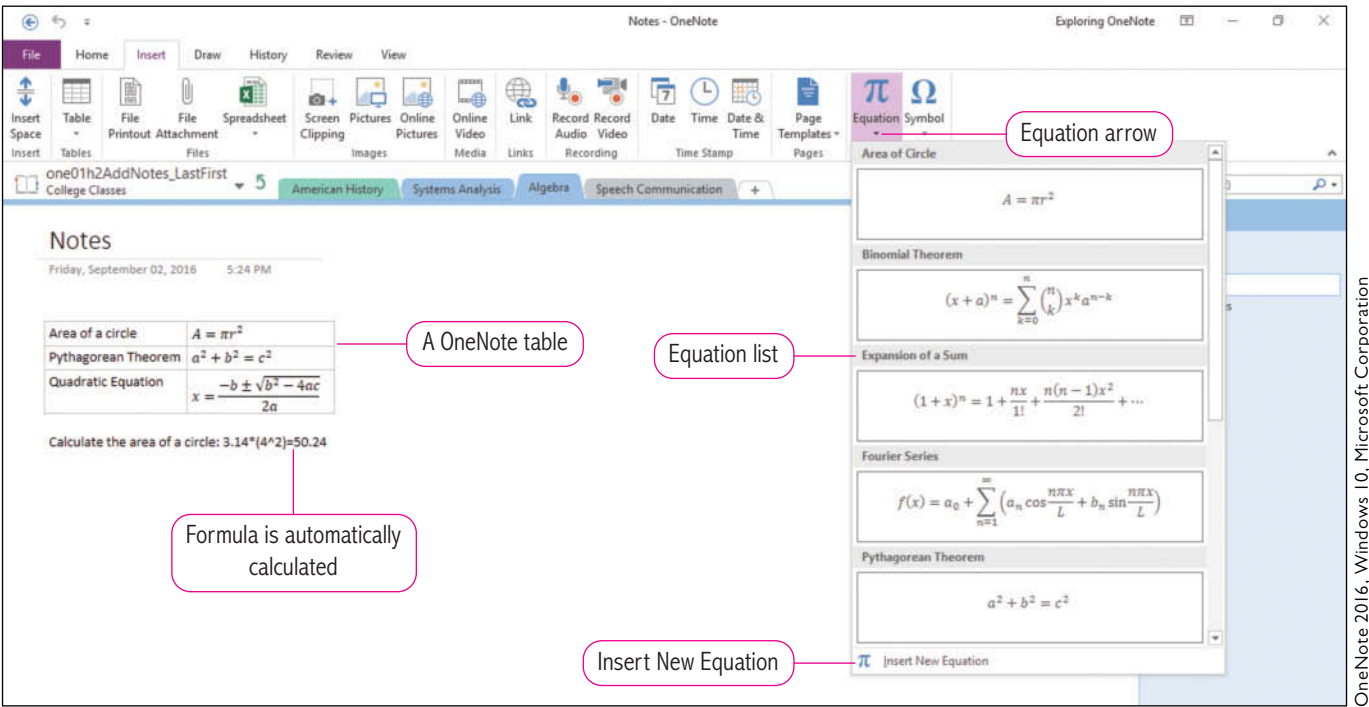 Notes - OneNote
Exploring OneNote
File Home Insert Draw History Review View
Insert Space
Table
File Printout
File Attachment
Spreadsheet
Screen Clipping
Pictures
Online Pictures
Online Video
Link
Record Audio
Record Video
Date
Time
Date & Time
Page Templates
Equation
Symbol
Insert Tables Files Images Media Links Recording Time Stamp Pages
Equation arrow
one01h2AddNotes_LastFirst
College Classes
American History Systems Analysis Algebra Speech Communication +
Notes
Friday, September 02, 2016 5:24 PM
Area of a circle A = πr²
Pythagorean Theorem a² + b² = c²
Quadratic Equation x = (−b ± √(b² − 4ac))/(2a)
Calculate the area of a circle: 3.14*(4^2)=50.24
A OneNote table
Formula is automatically
calculated
Equation list
Insert New Equation
Area of Circle
A = πr²
Binomial Theorem
(x + a)ⁿ = ∑_{k=0}^{n} (n k) x^k a^{n−k}
Expansion of a Sum
(1 + x)ⁿ = 1 + nx/1! + n(n − 1)x²/2! + ⋯
Fourier Series
f(x) = a₀ + ∑_{n=1}^{∞} (aₙ cos nπx/L + bₙ sin nπx/L)
Pythagorean Theorem
a² + b² = c²
Insert New Equation
OneNote 2016, Windows 10, Microsoft Corporation